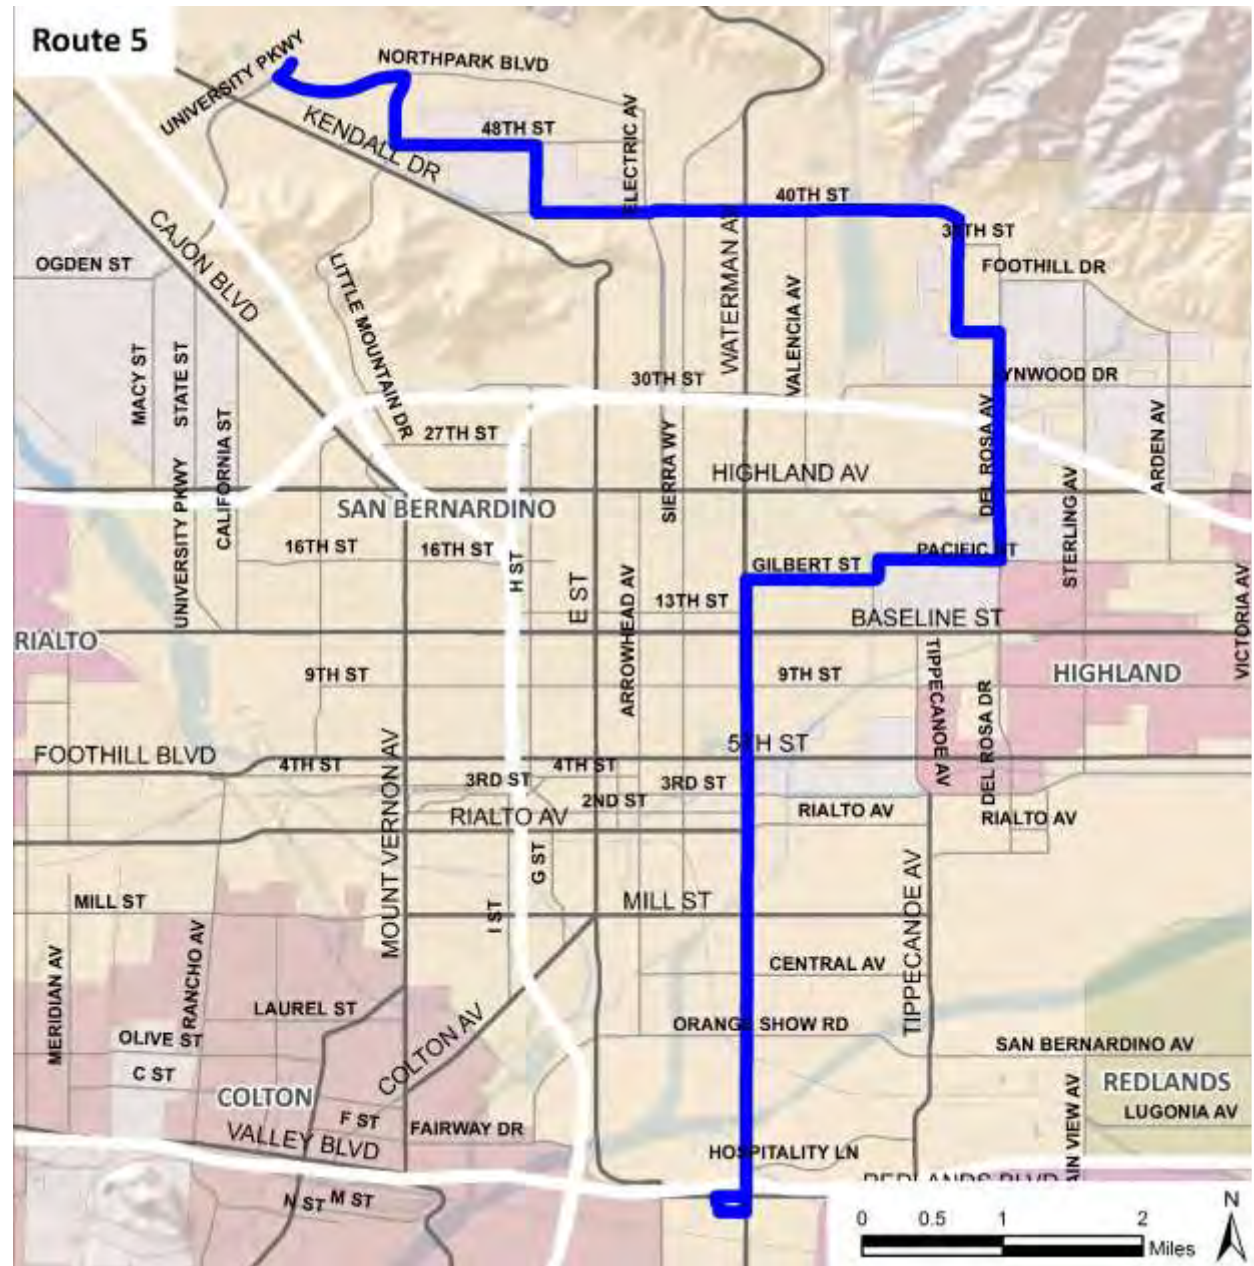 Route 5
UNIVERSITY PKWY
NORTHPARK BLVD
KENDALL DR
48TH ST
ELECTRIC AV
40TH ST
WATERMAN AV
CAJON BLVD
OGDEN ST
LITTLE MOUNTAIN DR
FOOTHILL DR
VALENCIA AV
MACY ST
STATE ST
30TH ST
YNWOOD DR
CALIFORNIA ST
27TH ST
SIERRA WY
HIGHLAND AV
DEL ROSA AV
ARDEN AV
UNIVERSITY PKWY
SAN BERNARDINO
STERLING AV
16TH ST
16TH ST
H ST
GILBERT ST
PACIFIC ST
E ST
ARROWHEAD AV
13TH ST
BASELINE ST
VICTORIA AV
RIALTO
9TH ST
9TH ST
TIPPECANOE AV
HIGHLAND
DEL ROSA DR
FOOTHILL BLVD
MOUNT VERNON AV
5TH ST
4TH ST
4TH ST
3RD ST
3RD ST
2ND ST
RIALTO AV
RIALTO AV
RIALTO AV
G ST
TIPPECANOE AV
MILL ST
I ST
MILL ST
MERIDIAN AV
RANCHO AV
CENTRAL AV
LAUREL ST
COLTON AV
ORANGE SHOW RD
OLIVE ST
SAN BERNARDINO AV
C ST
COLTON
REDLANDS
F ST
FAIRWAY DR
LUGONIA AV
AIN VIEW AV
VALLEY BLVD
HOSPITALITY LN
REDLANDS BLVD
N ST
M ST
0 0.5 1 2
Miles
N